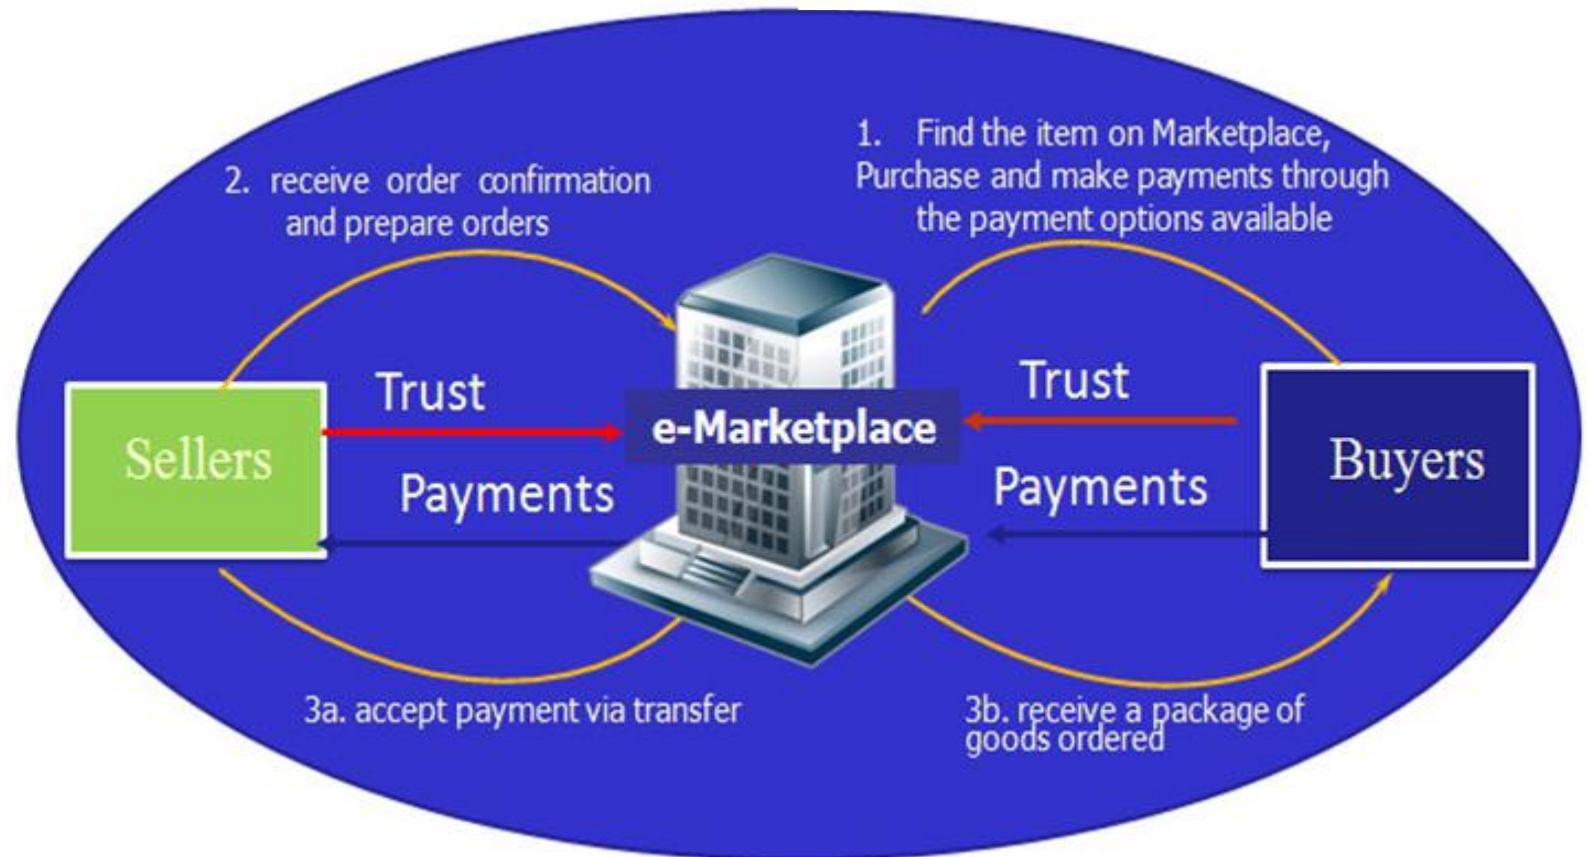 1. Find the item on Marketplace,
Purchase and make payments through
the payment options available
2. receive order confirmation
and prepare orders
Trust
Trust
e-Marketplace
Sellers
Buyers
Payments
Payments
3a. accept payment via transfer
3b. receive a package of
goods ordered